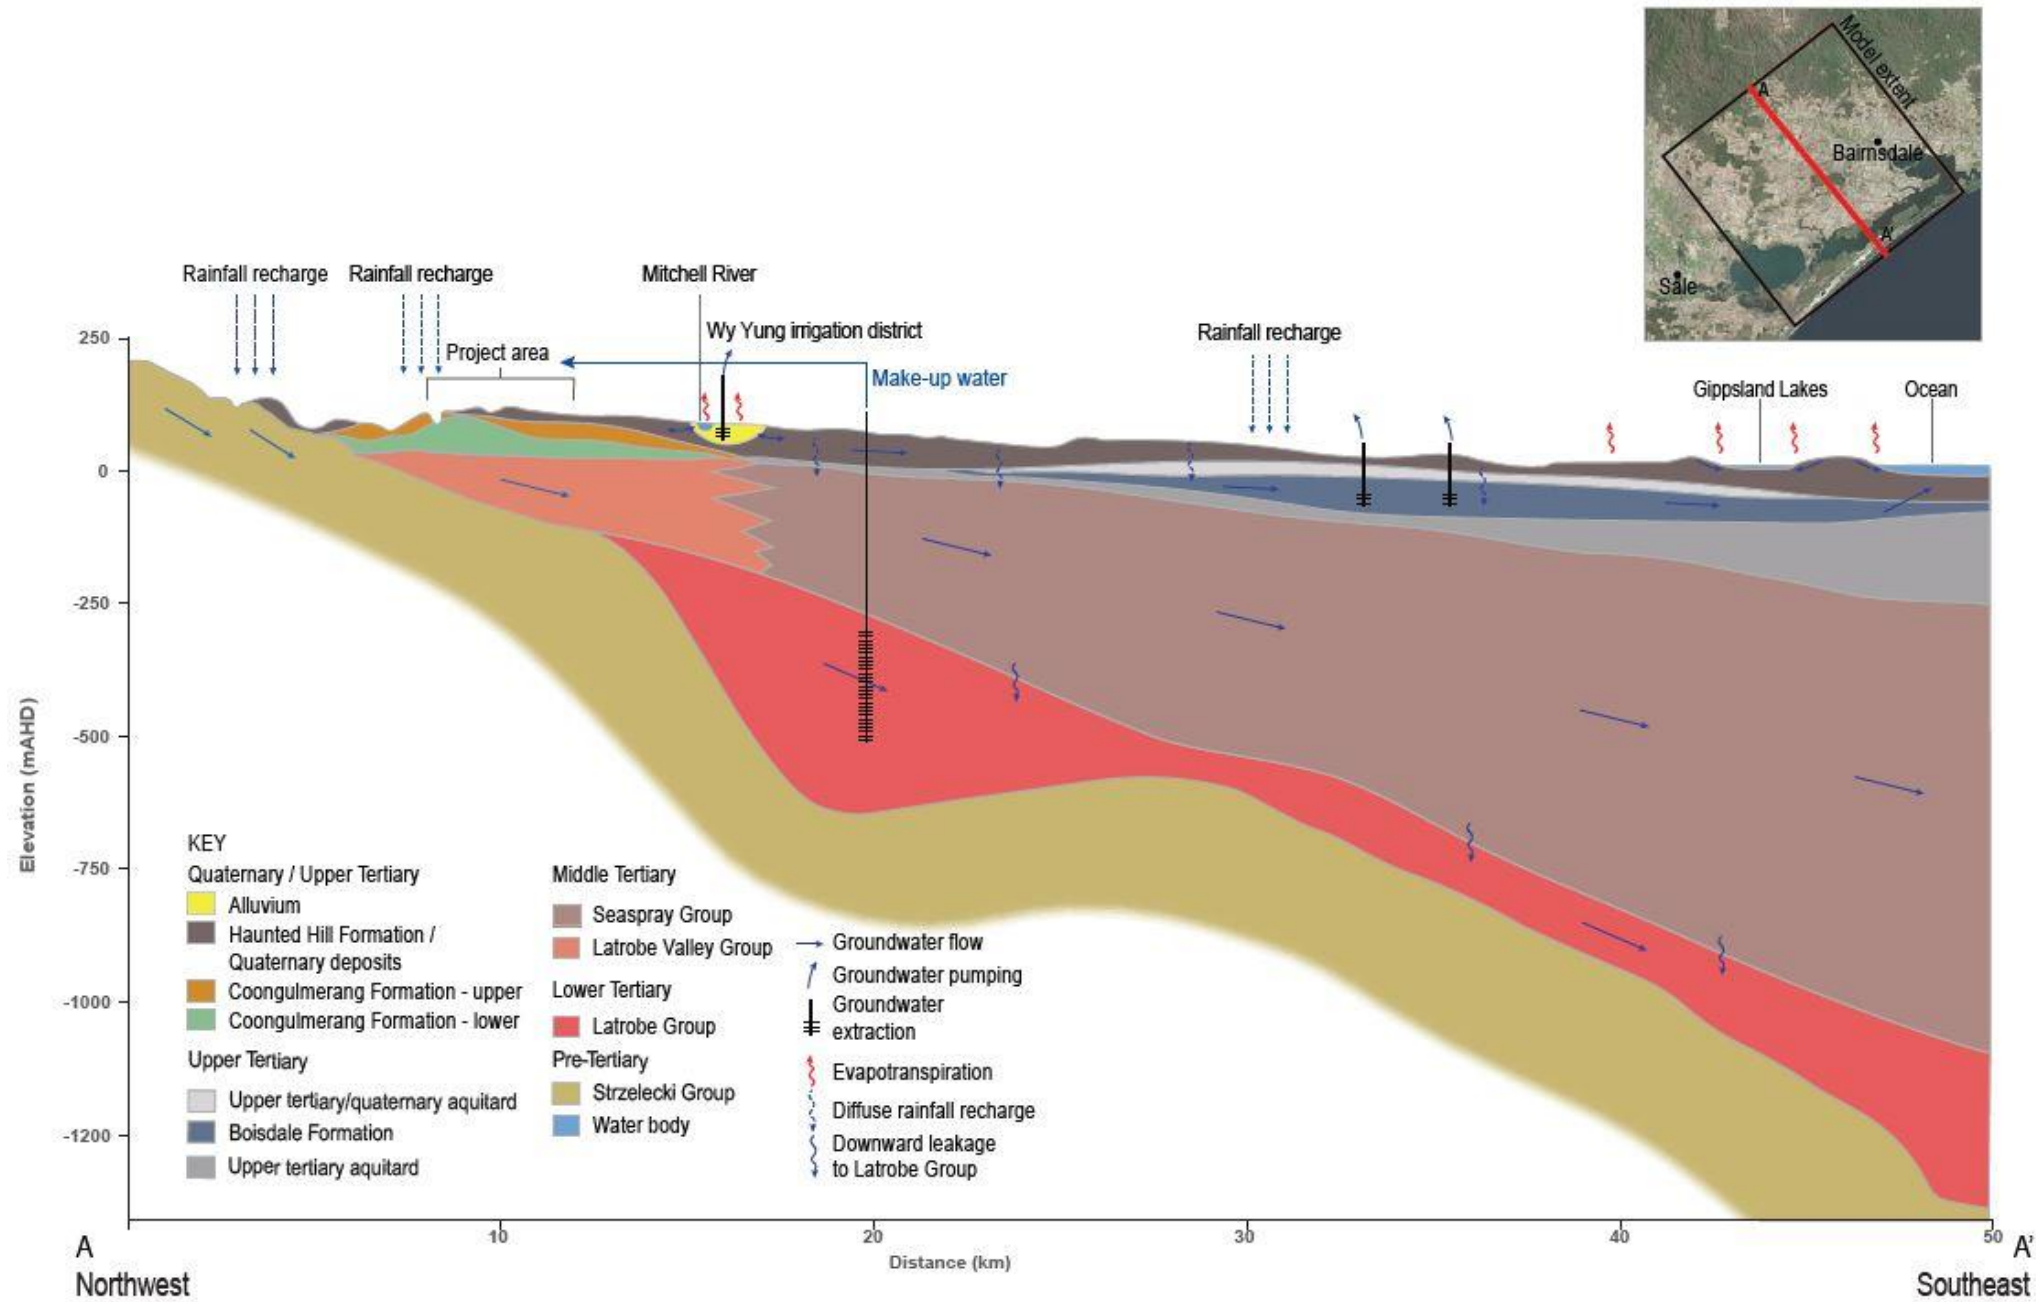 Model extent
A
Bairnsdale
A'
Sale
Rainfall recharge
Rainfall recharge
Mitchell River
Wy Yung irrigation district
Rainfall recharge
Project area
Make-up water
Gippsland Lakes
Ocean
250
0
-250
-500
-750
-1000
-1200
Elevation (mAHD)
KEY
Quaternary / Upper Tertiary
Alluvium
Haunted Hill Formation /
Quaternary deposits
Coongulmerang Formation - upper
Coongulmerang Formation - lower
Upper Tertiary
Upper tertiary/quaternary aquitard
Boisdale Formation
Upper tertiary aquitard
Middle Tertiary
Seaspray Group
Latrobe Valley Group
Lower Tertiary
Latrobe Group
Pre-Tertiary
Strzelecki Group
Water body
Groundwater flow
Groundwater pumping
Groundwater
extraction
Evapotranspiration
Diffuse rainfall recharge
Downward leakage
to Latrobe Group
10
20
30
40
50
Distance (km)
A
Northwest
A'
Southeast